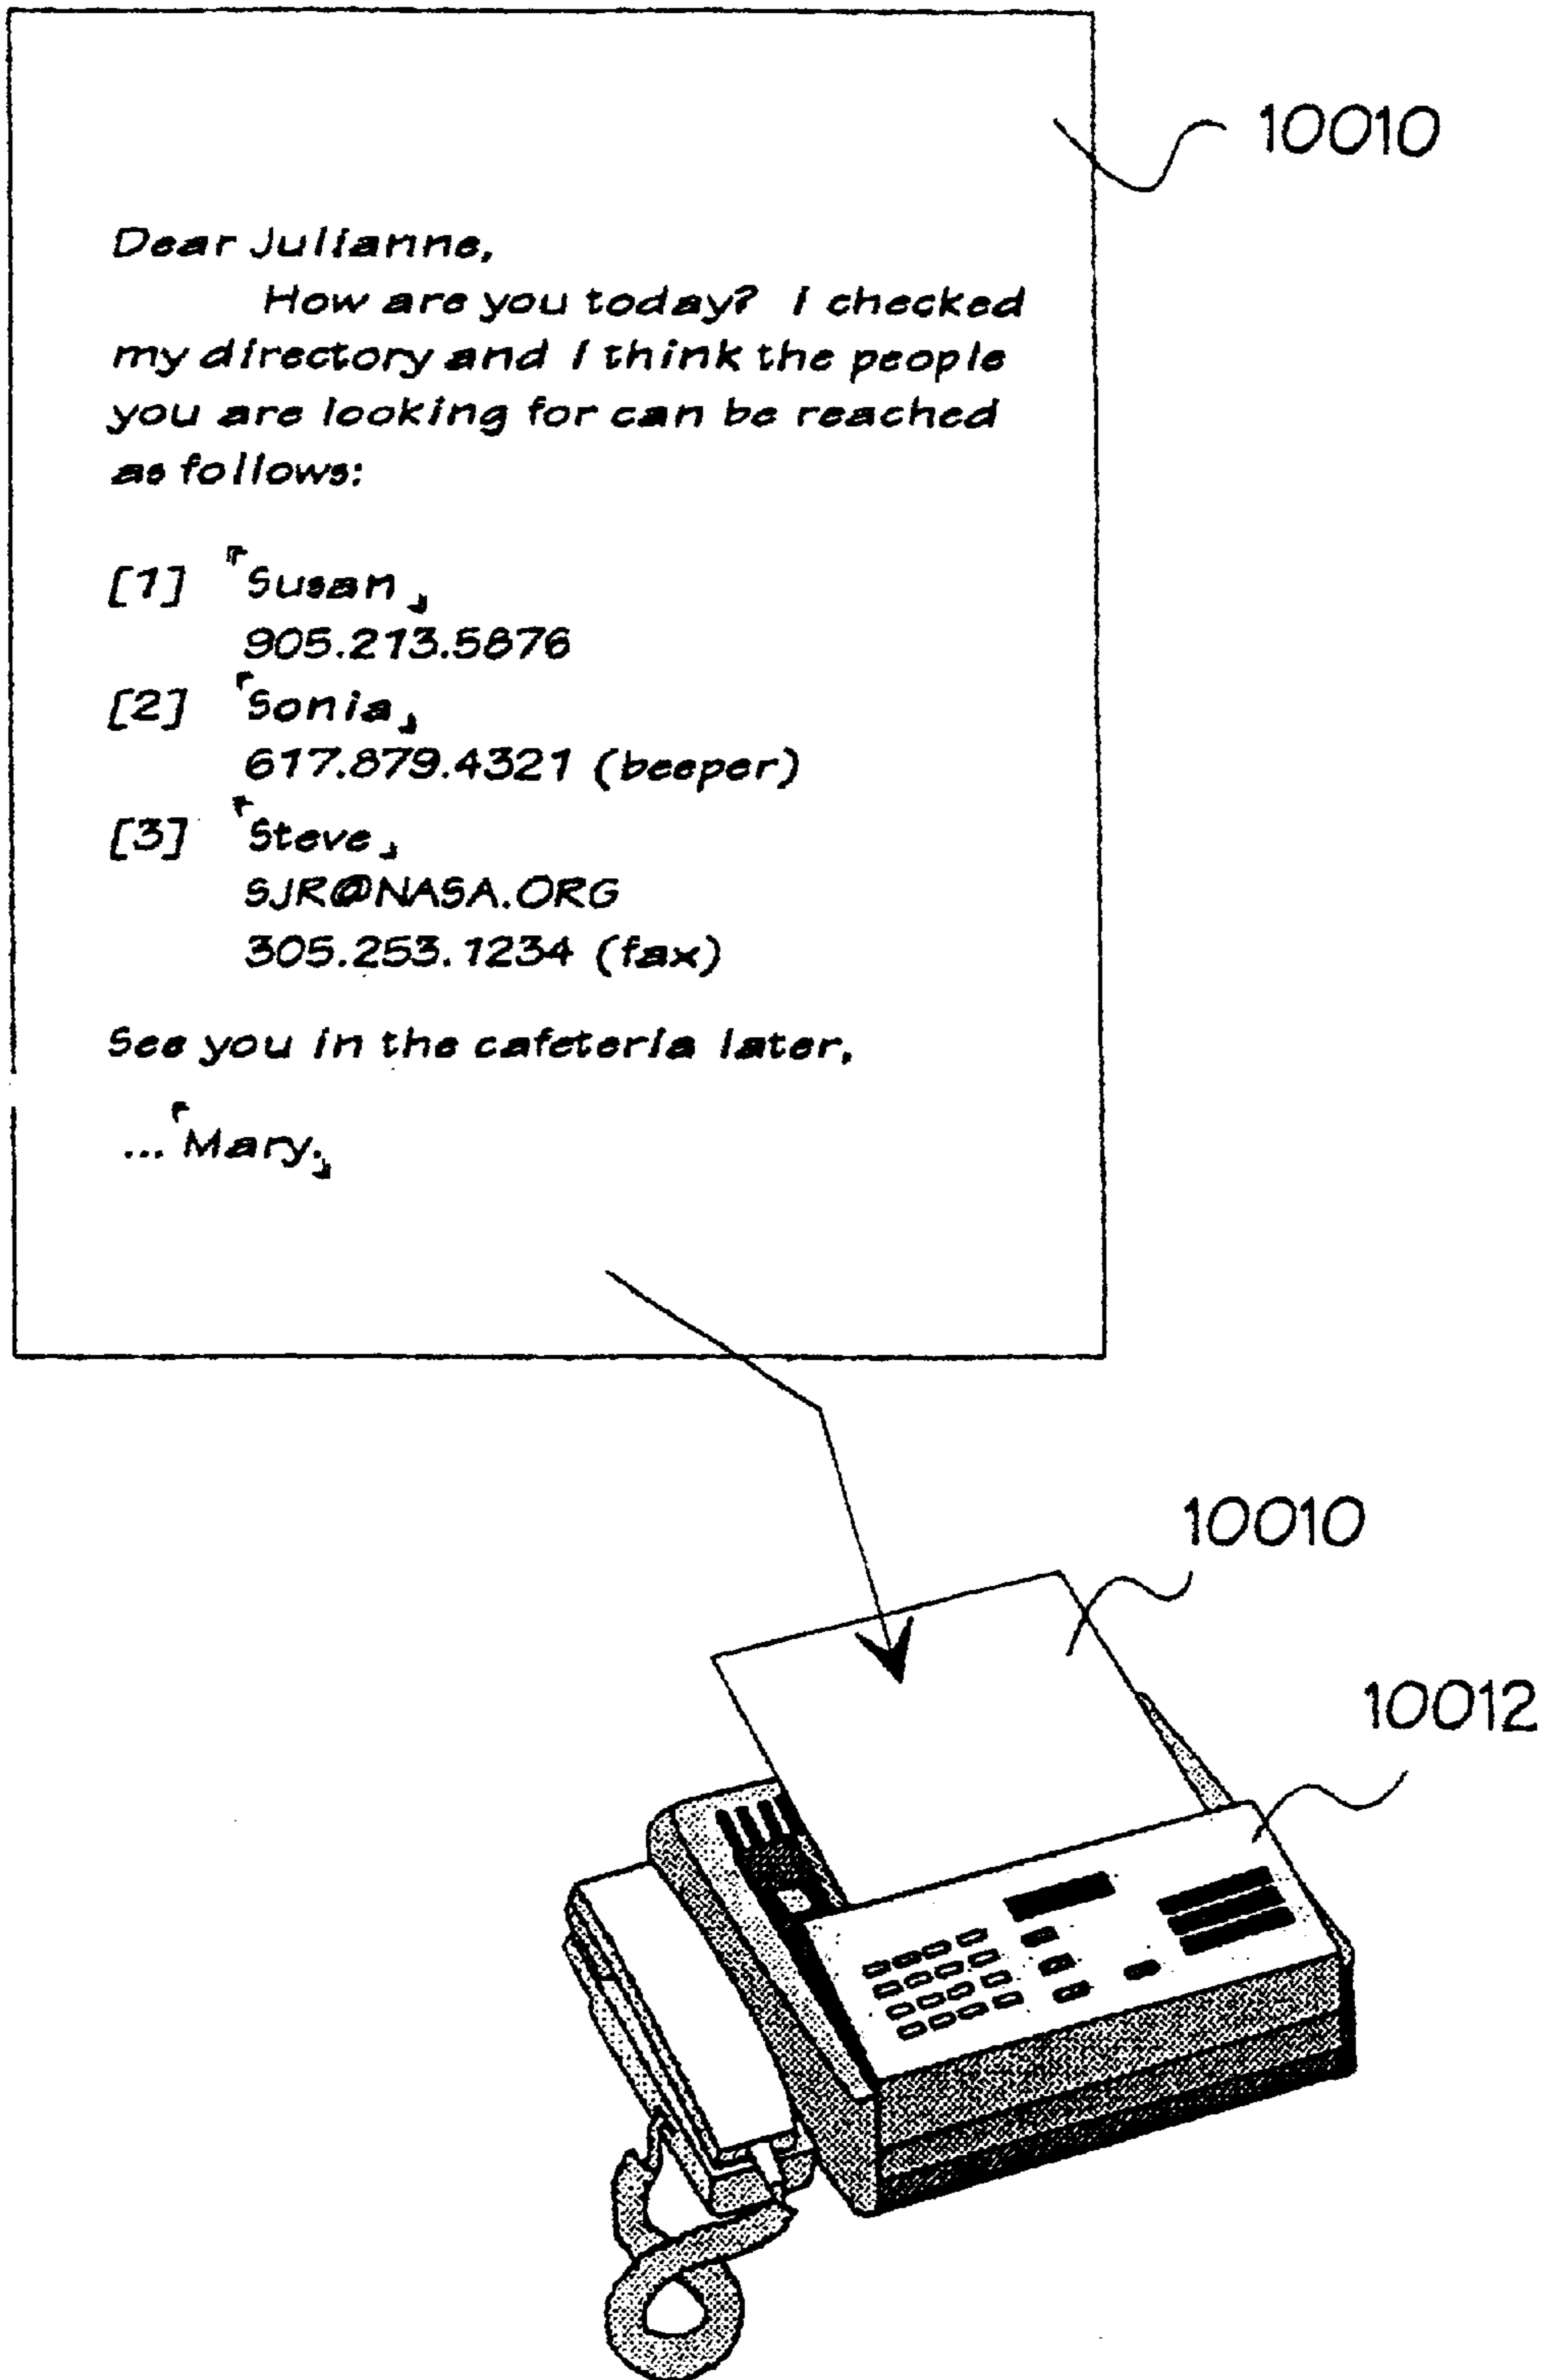 10010
Dear Julianne,
How are you today? I checked
my directory and I think the people
you are looking for can be reached
as follows:
[1] 「Susan」
905.213.5876
[2] 「Sonia」
617.879.4321 (beeper)
[3] 「Steve」
SJR@NASA.ORG
305.253.1234 (fax)
See you in the cafeteria later,
...「Mary.」
10010
10012